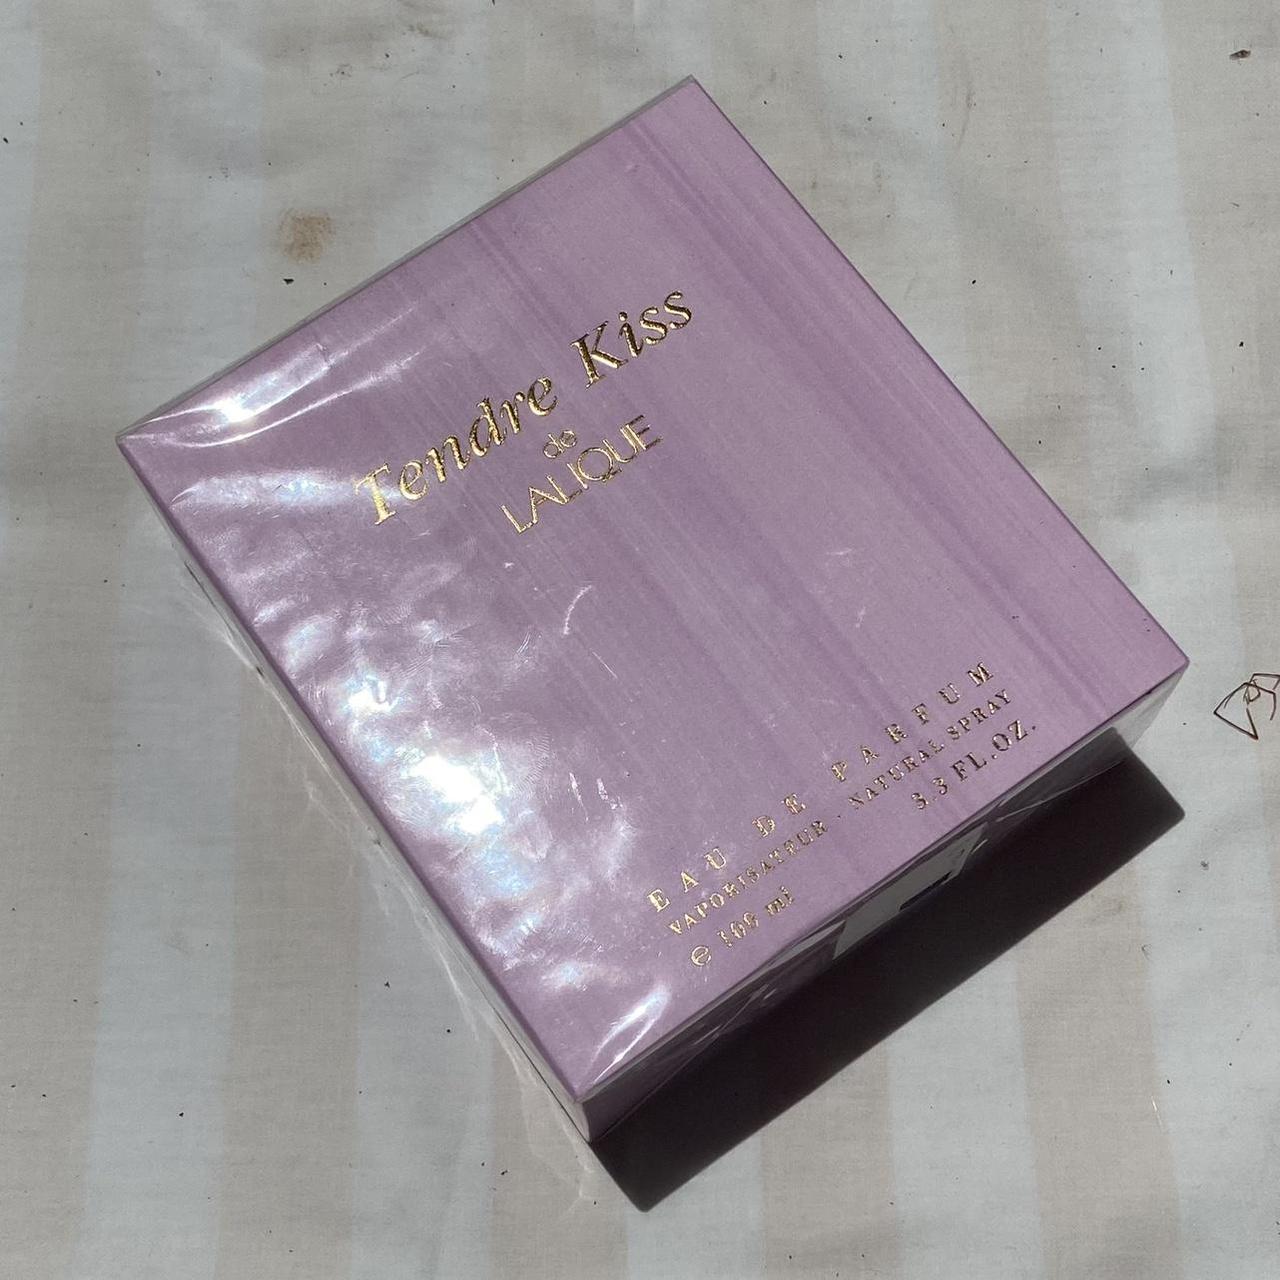 Tendre Kiss
de
LALIQUE
EAU DE PARFUM
VAPORISATEUR · NATURAL SPRAY
℮ 100 ml 3.3 FL.OZ.